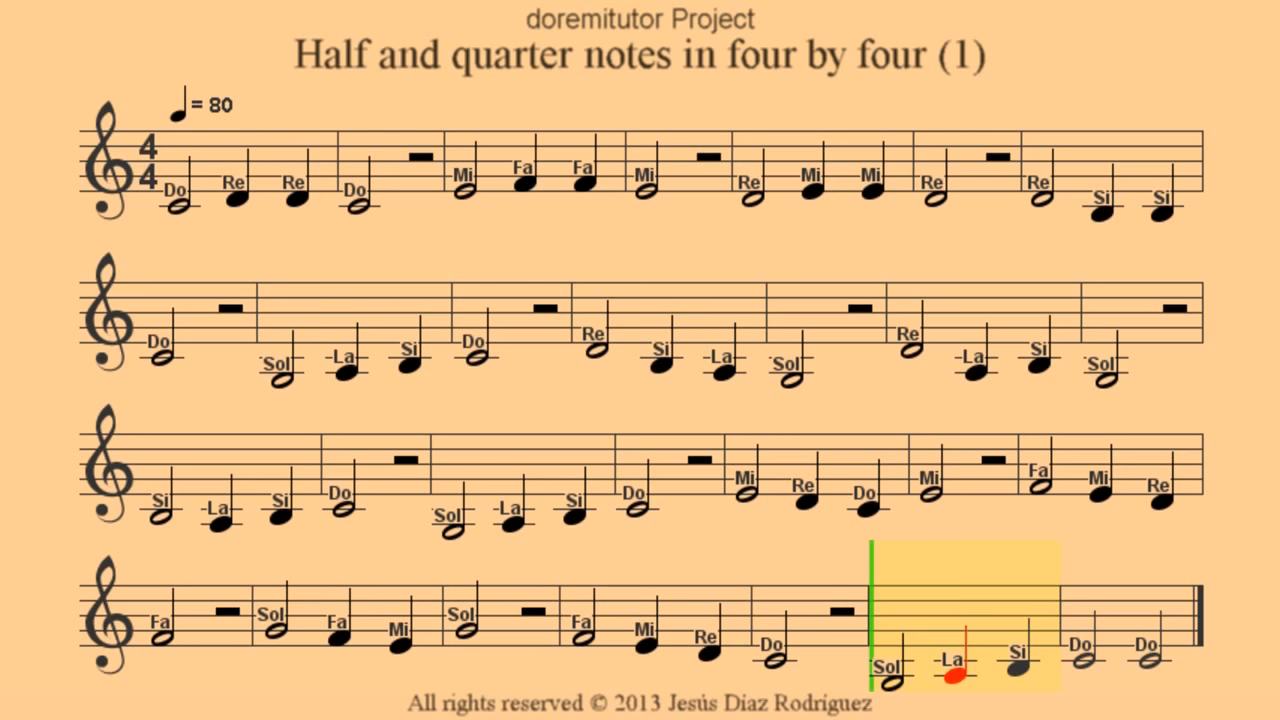 doremitutor Project
Half and quarter notes in four by four (1)
= 80
4
4
Do Re Re Do Mi Fa Fa Mi Re Mi Mi Re Re Si Si
Do Sol La Si Do Re Si La Sol Re La Si Sol
Si La Si Do Sol La Si Do Mi Re Do Mi Fa Mi Re
Fa Sol Fa Mi Sol Fa Mi Re Do Sol La Si Do Do
All rights reserved © 2013 Jesús Díaz Rodríguez